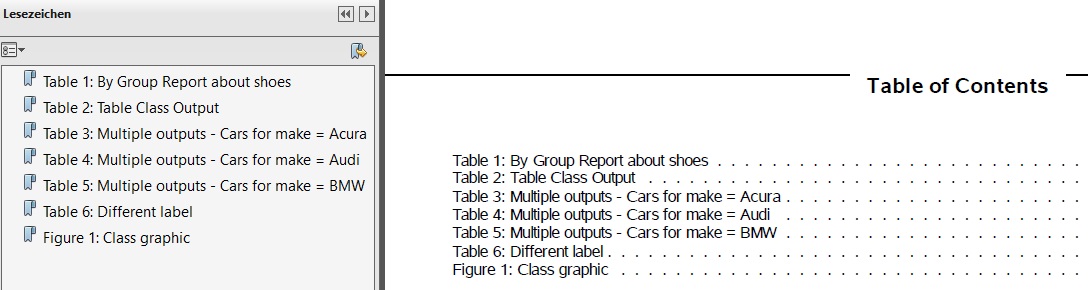 Lesezeichen
Table 1: By Group Report about shoes
Table 2: Table Class Output
Table 3: Multiple outputs - Cars for make = Acura
Table 4: Multiple outputs - Cars for make = Audi
Table 5: Multiple outputs - Cars for make = BMW
Table 6: Different label
Figure 1: Class graphic
Table of Contents
Table 1: By Group Report about shoes . . . . . . . . . . . . . . . . . . . . . . . . . . .
Table 2: Table Class Output . . . . . . . . . . . . . . . . . . . . . . . . . . . . . . . .
Table 3: Multiple outputs - Cars for make = Acura . . . . . . . . . . . . . . . . . . . . . .
Table 4: Multiple outputs - Cars for make = Audi . . . . . . . . . . . . . . . . . . . . . .
Table 5: Multiple outputs - Cars for make = BMW . . . . . . . . . . . . . . . . . . . . . .
Table 6: Different label . . . . . . . . . . . . . . . . . . . . . . . . . . . . . . . . . . .
Figure 1: Class graphic . . . . . . . . . . . . . . . . . . . . . . . . . . . . . . . . . .